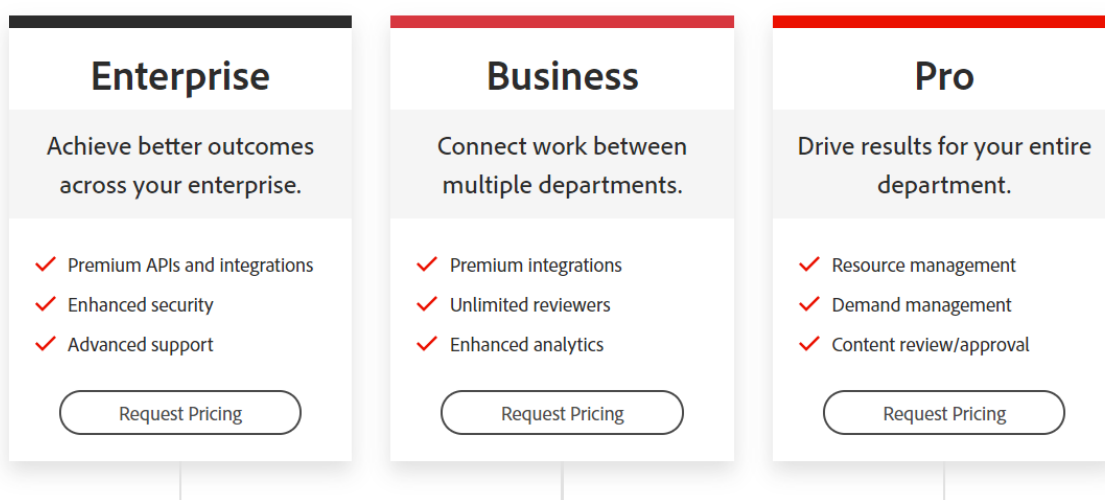 Enterprise
Achieve better outcomes
across your enterprise.
Premium APIs and integrations
Enhanced security
Advanced support
Request Pricing
Business
Connect work between
multiple departments.
Premium integrations
Unlimited reviewers
Enhanced analytics
Request Pricing
Pro
Drive results for your entire
department.
Resource management
Demand management
Content review/approval
Request Pricing